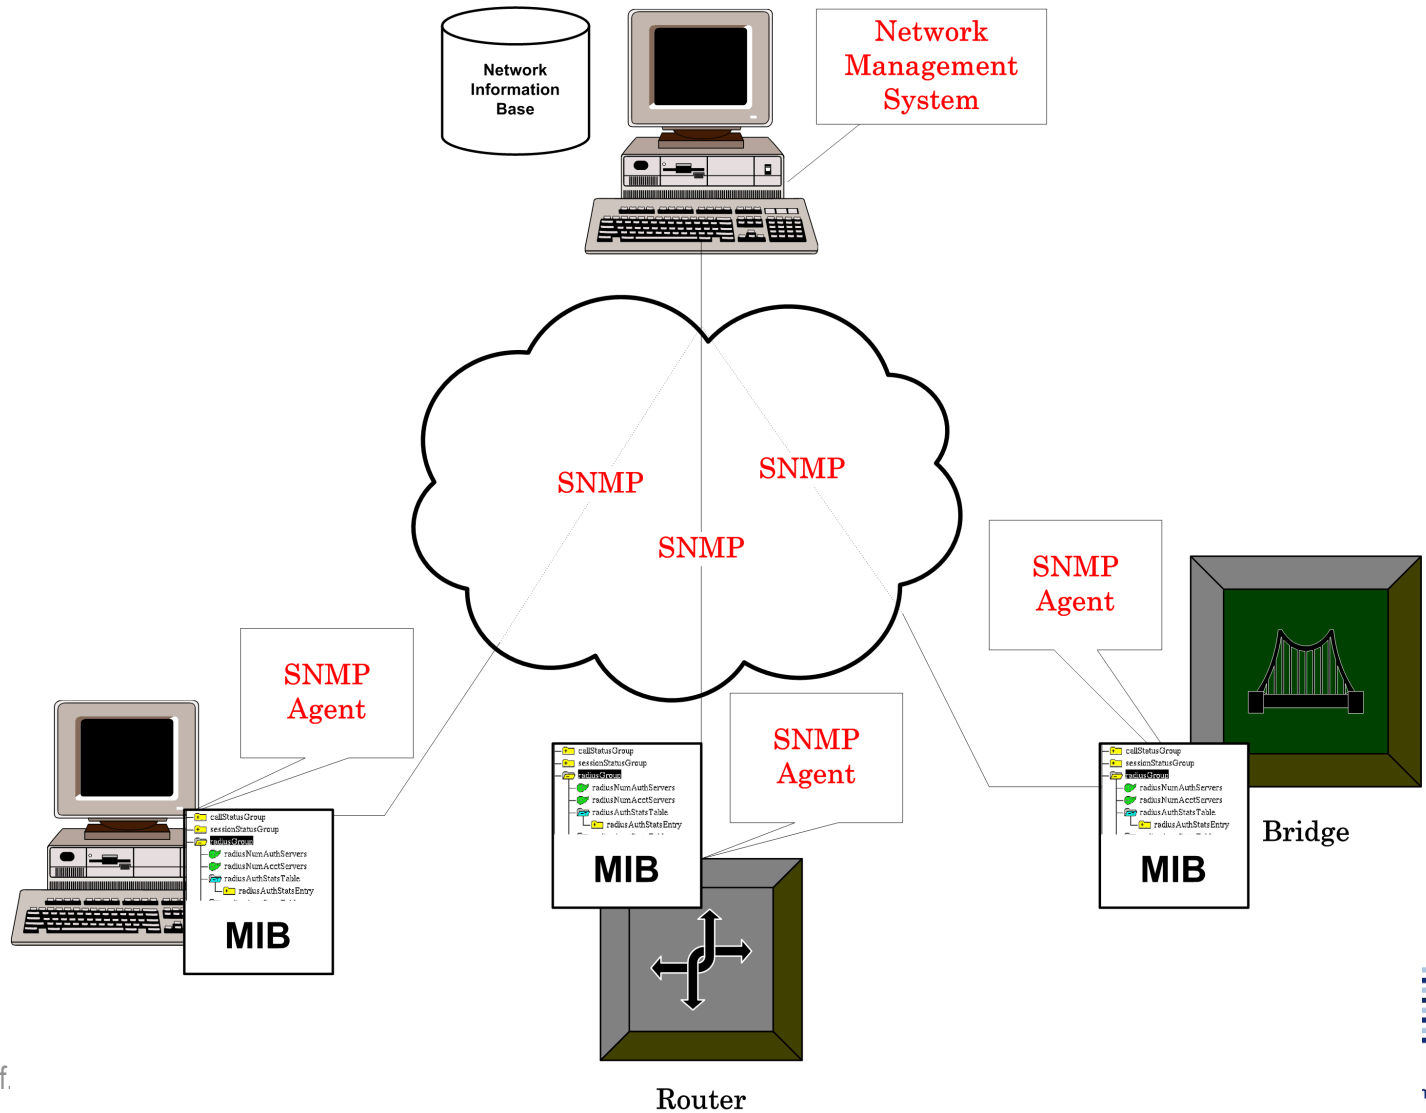 Network
Information
Base
Network
Management
System
SNMP
SNMP
SNMP
SNMP
Agent
SNMP
Agent
SNMP
Agent
callStatusGroup
sessionStatusGroup
radiusGroup
radiusNumAuthServers
radiusNumAcctServers
radiusAuthStatsTable
radiusAuthStatsEntry
MIB
callStatusGroup
sessionStatusGroup
radiusGroup
radiusNumAuthServers
radiusNumAcctServers
radiusAuthStatsTable
radiusAuthStatsEntry
MIB
Bridge
callStatusGroup
sessionStatusGroup
radiusGroup
radiusNumAuthServers
radiusNumAcctServers
radiusAuthStatsTable
radiusAuthStatsEntry
MIB
f.
Router